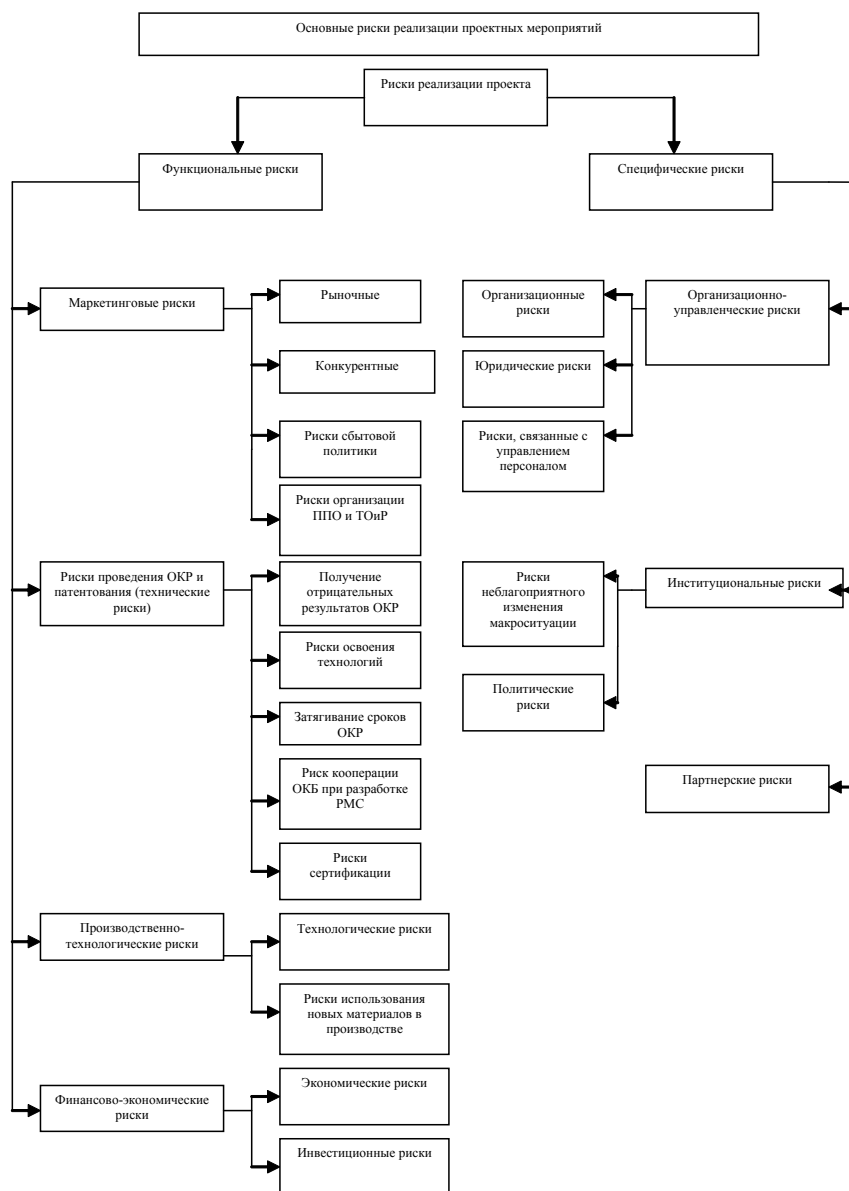 Основные риски реализации проектных мероприятий
Риски реализации проекта
Функциональные риски
Специфические риски
Маркетинговые риски
Рыночные
Конкурентные
Риски сбытовой
политики
Риски организации
ППО и ТОиР
Организационные
риски
Юридические риски
Риски, связанные с
управлением
персоналом
Организационно-
управленческие риски
Риски проведения ОКР и
патентования (технические
риски)
Получение
отрицательных
результатов ОКР
Риски освоения
технологий
Затягивание сроков
ОКР
Риск кооперации
ОКБ при разработке
РМС
Риски
сертификации
Риски
неблагоприятного
изменения
макроситуации
Политические
риски
Институциональные риски
Партнерские риски
Производственно-
технологические риски
Технологические риски
Риски использования
новых материалов в
производстве
Финансово-экономические
риски
Экономические риски
Инвестиционные риски